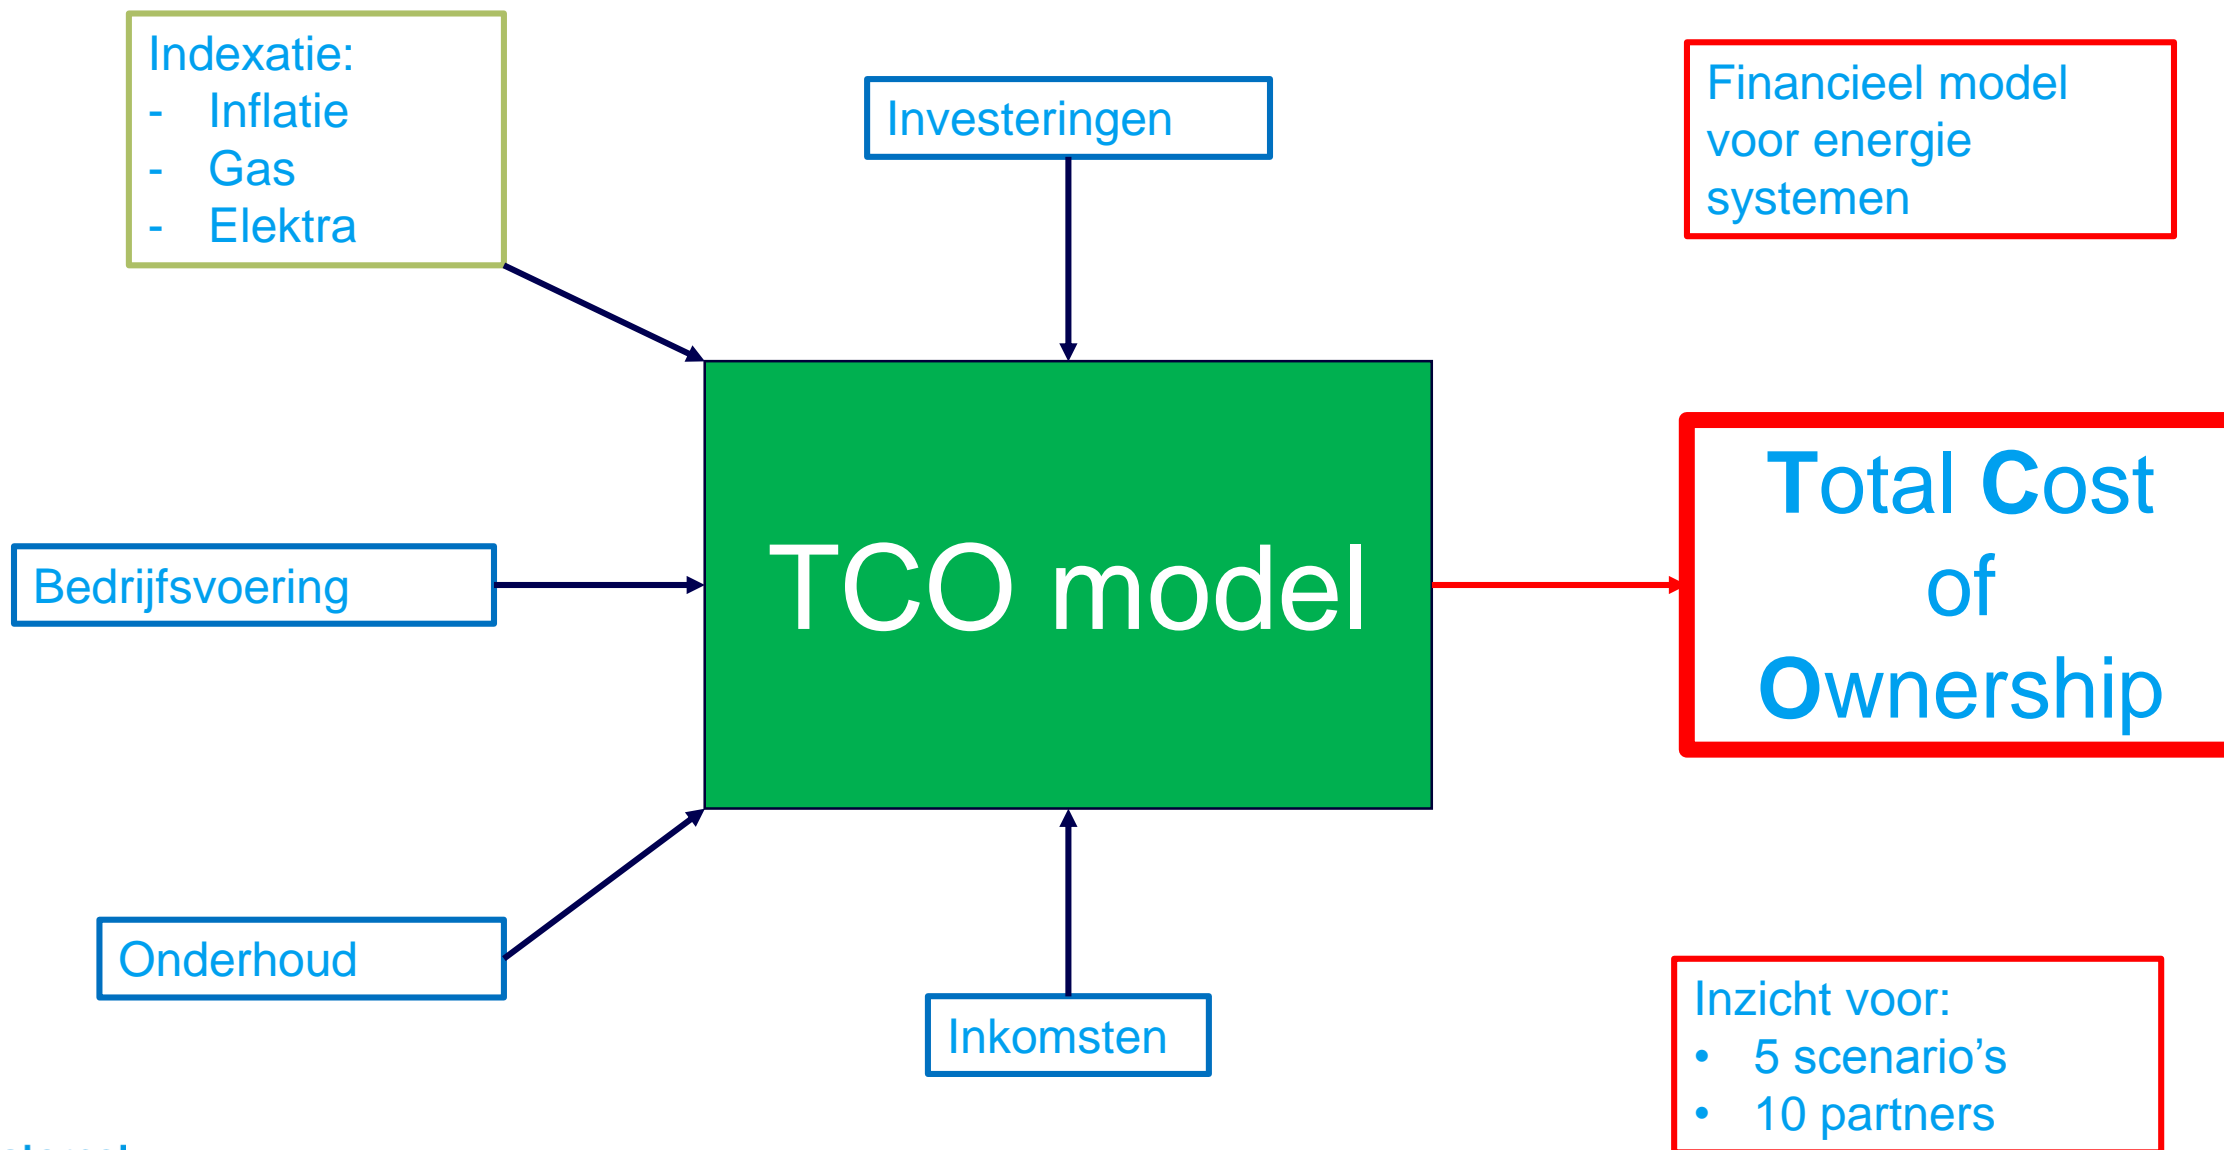 Indexatie:
- Inflatie
- Gas
- Elektra
Investeringen
Financieel model
voor energie
systemen
Bedrijfsvoering
TCO model
Total Cost
of
Ownership
Onderhoud
Inkomsten
Inzicht voor:
• 5 scenario’s
• 10 partners